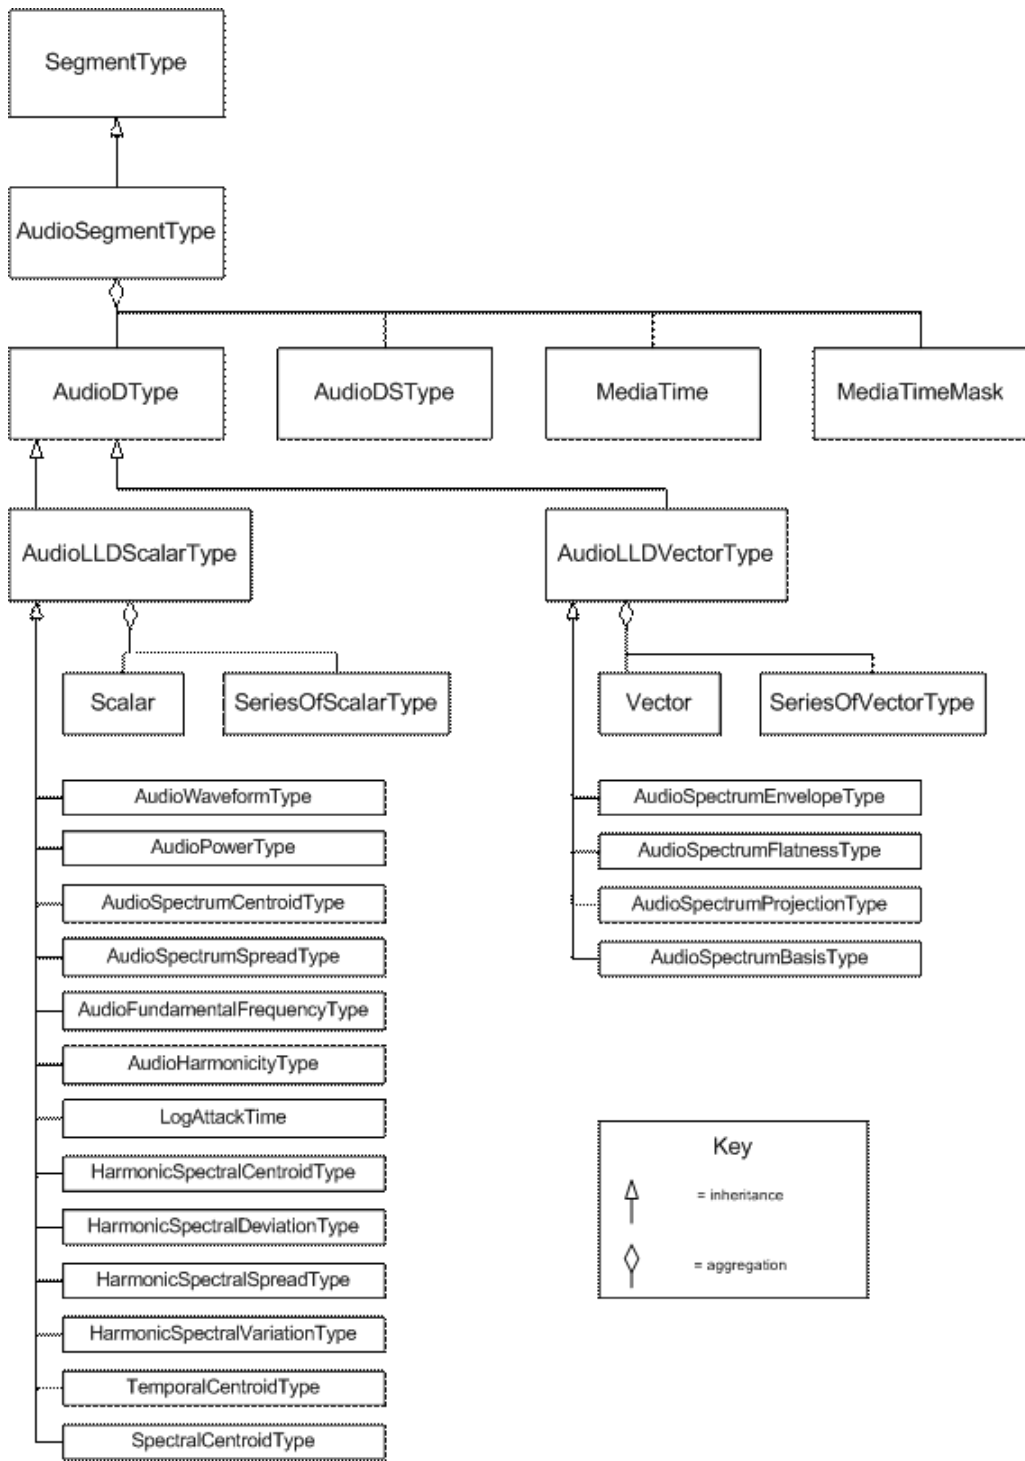 SegmentType
AudioSegmentType
AudioDType
AudioDSType
MediaTime
MediaTimeMask
AudioLLDScalarType
AudioLLDVectorType
Scalar
SeriesOfScalarType
Vector
SeriesOfVectorType
AudioWaveformType
AudioPowerType
AudioSpectrumCentroidType
AudioSpectrumSpreadType
AudioFundamentalFrequencyType
AudioHarmonicityType
LogAttackTime
HarmonicSpectralCentroidType
HarmonicSpectralDeviationType
HarmonicSpectralSpreadType
HarmonicSpectralVariationType
TemporalCentroidType
SpectralCentroidType
AudioSpectrumEnvelopeType
AudioSpectrumFlatnessType
AudioSpectrumProjectionType
AudioSpectrumBasisType
Key
= inheritance
= aggregation